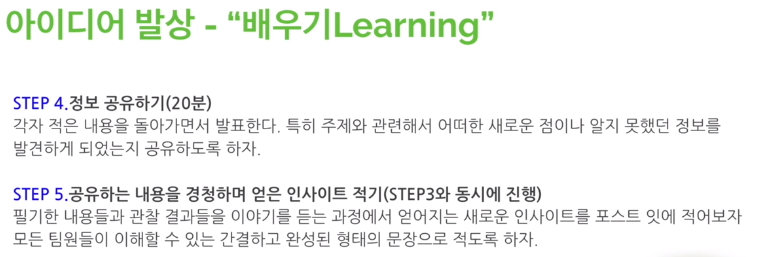 아이디어 발상 - “배우기Learning”
STEP 4.정보 공유하기(20분)
각자 적은 내용을 돌아가면서 발표한다. 특히 주제와 관련해서 어떠한 새로운 점이나 알지 못했던 정보를
발견하게 되었는지 공유하도록 하자.
STEP 5.공유하는 내용을 경청하며 얻은 인사이트 적기(STEP3와 동시에 진행)
필기한 내용들과 관찰 결과들을 이야기를 듣는 과정에서 얻어지는 새로운 인사이트를 포스트 잇에 적어보자
모든 팀원들이 이해할 수 있는 간결하고 완성된 형태의 문장으로 적도록 하자.